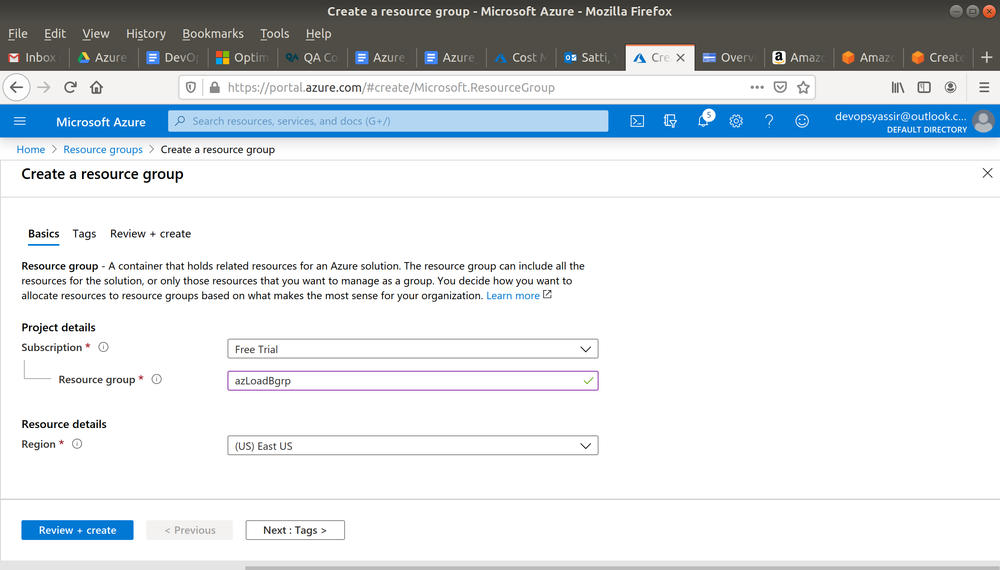 Create a resource group - Microsoft Azure - Mozilla Firefox
File Edit View History Bookmarks Tools Help
Inbox Azure DevOp Optim QA Co Azure_ Azure_ Cost M Satti, Y Cre Overvi Amazo Amazo Create
https://portal.azure.com/#create/Microsoft.ResourceGroup
Microsoft Azure
Search resources, services, and docs (G+/)
5
devopsyassir@outlook.c...
DEFAULT DIRECTORY
Home > Resource groups > Create a resource group
Create a resource group
Basics Tags Review + create
Resource group - A container that holds related resources for an Azure solution. The resource group can include all the
resources for the solution, or only those resources that you want to manage as a group. You decide how you want to
allocate resources to resource groups based on what makes the most sense for your organization. Learn more
Project details
Subscription * Free Trial
Resource group * azLoadBgrp
Resource details
Region * (US) East US
Review + create < Previous Next : Tags >